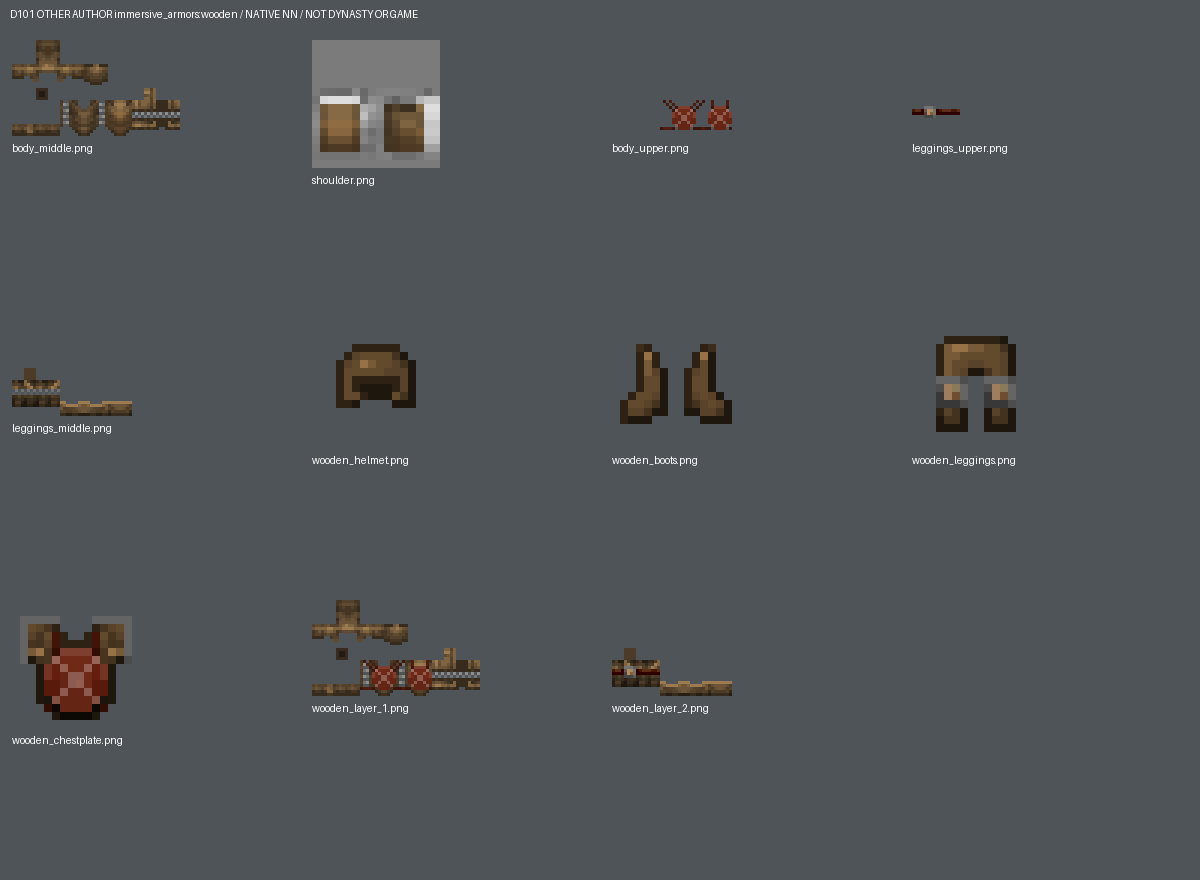 D101 OTHER AUTHOR immersive_armors:wooden / NATIVE NN / NOT DYNASTY ORGAME
body_middle.png
shoulder.png
body_upper.png
leggings_upper.png
leggings_middle.png
wooden_helmet.png
wooden_boots.png
wooden_leggings.png
wooden_chestplate.png
wooden_layer_1.png
wooden_layer_2.png